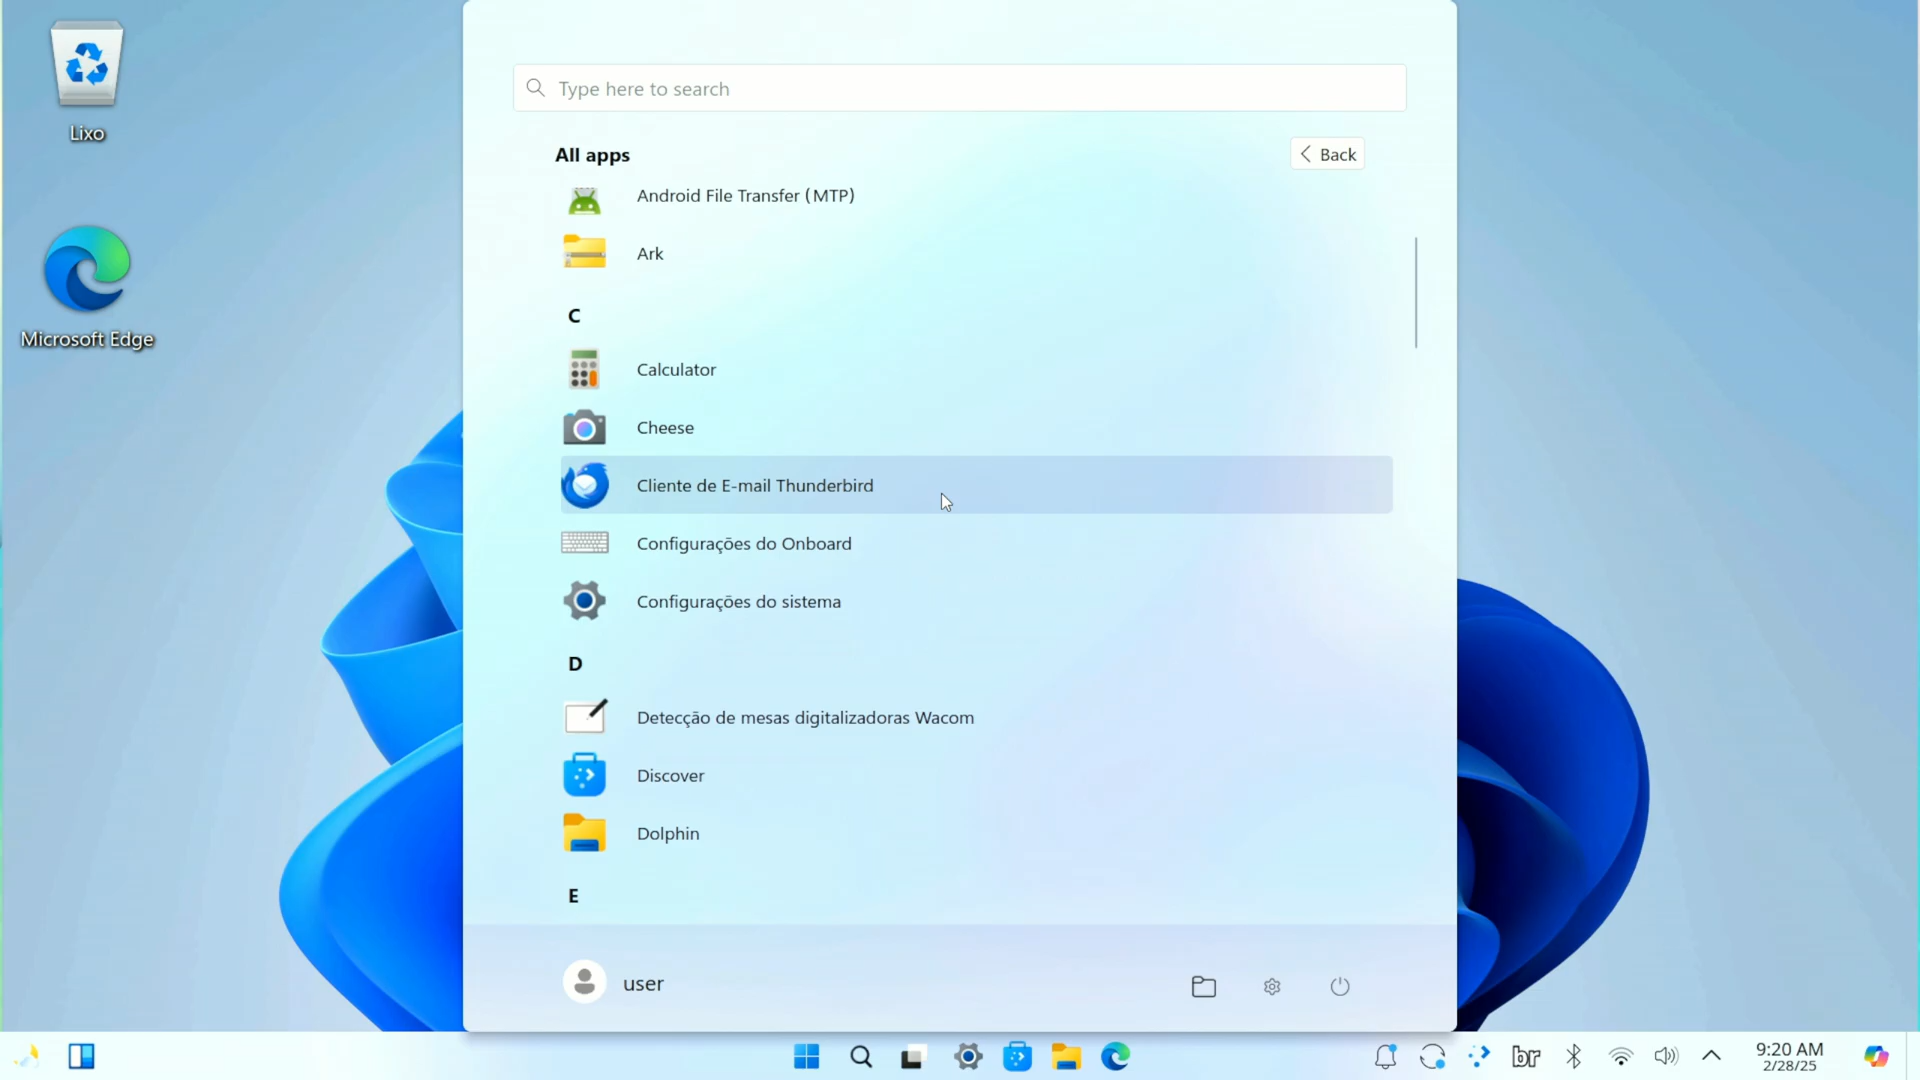 Lixo
Microsoft Edge
Type here to search
All apps
Back
Android File Transfer (MTP)
Ark
C
Calculator
Cheese
Cliente de E-mail Thunderbird
Configurações do Onboard
Configurações do sistema
D
Detecção de mesas digitalizadoras Wacom
Discover
Dolphin
E
user
br
9:20 AM
2/28/25